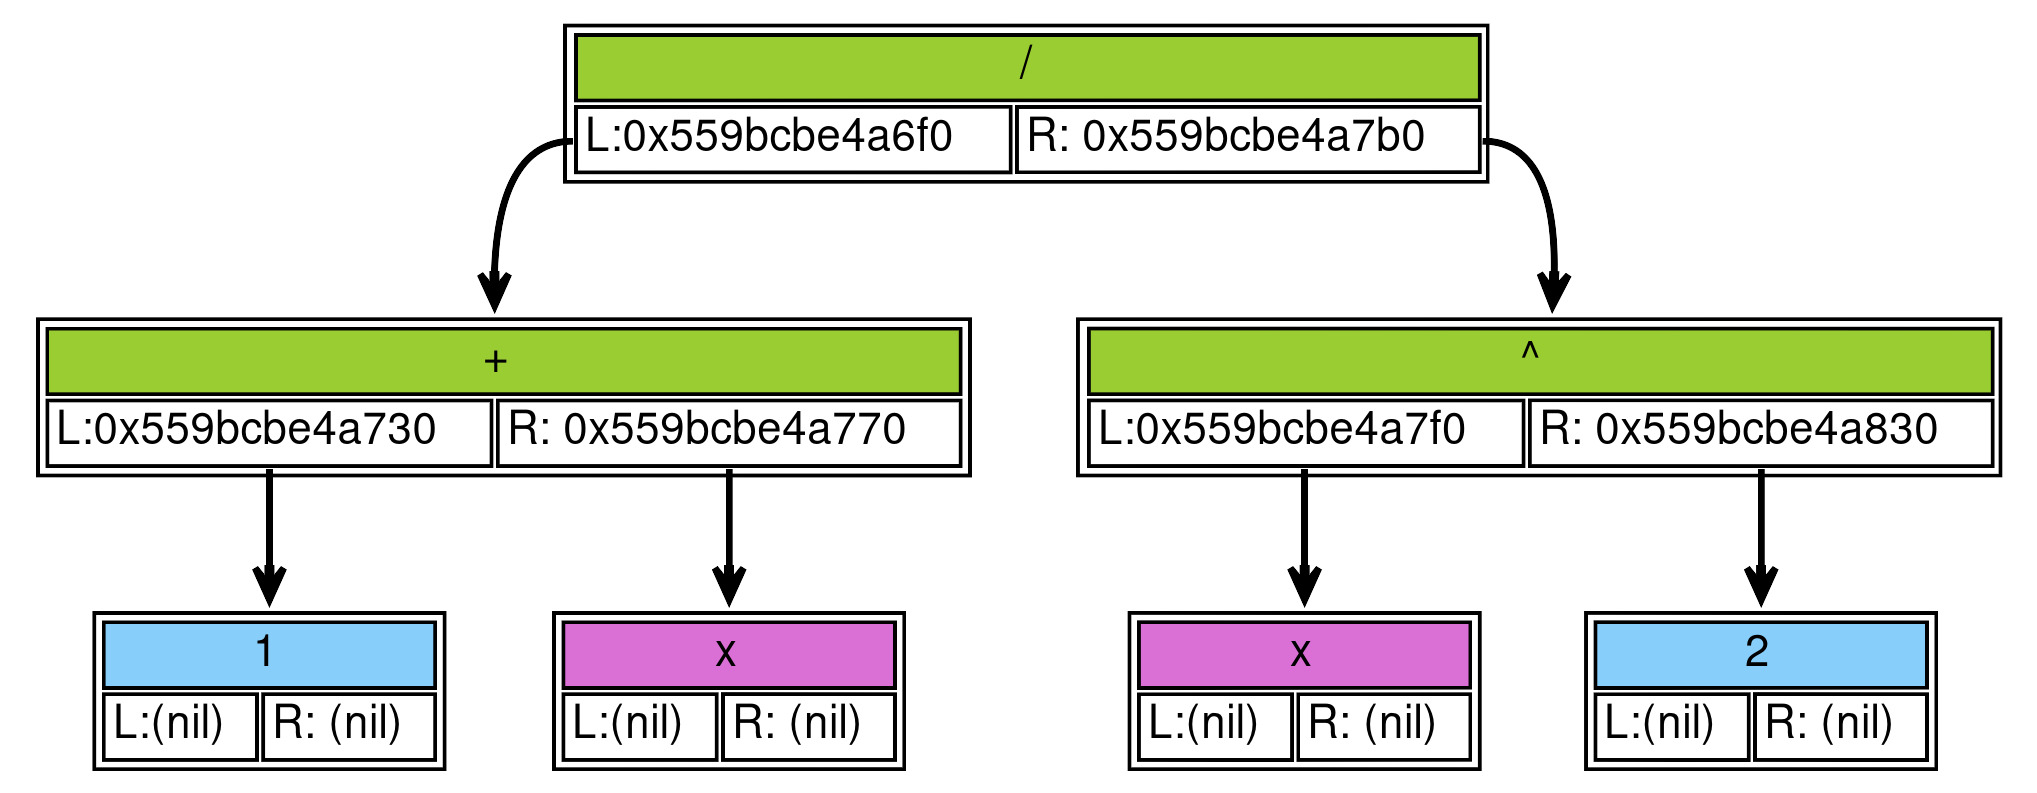 /
L:0x559bcbe4a6f0 R: 0x559bcbe4a7b0
+
L:0x559bcbe4a730 R: 0x559bcbe4a770
^
L:0x559bcbe4a7f0 R: 0x559bcbe4a830
1
L:(nil) R: (nil)
x
L:(nil) R: (nil)
x
L:(nil) R: (nil)
2
L:(nil) R: (nil)